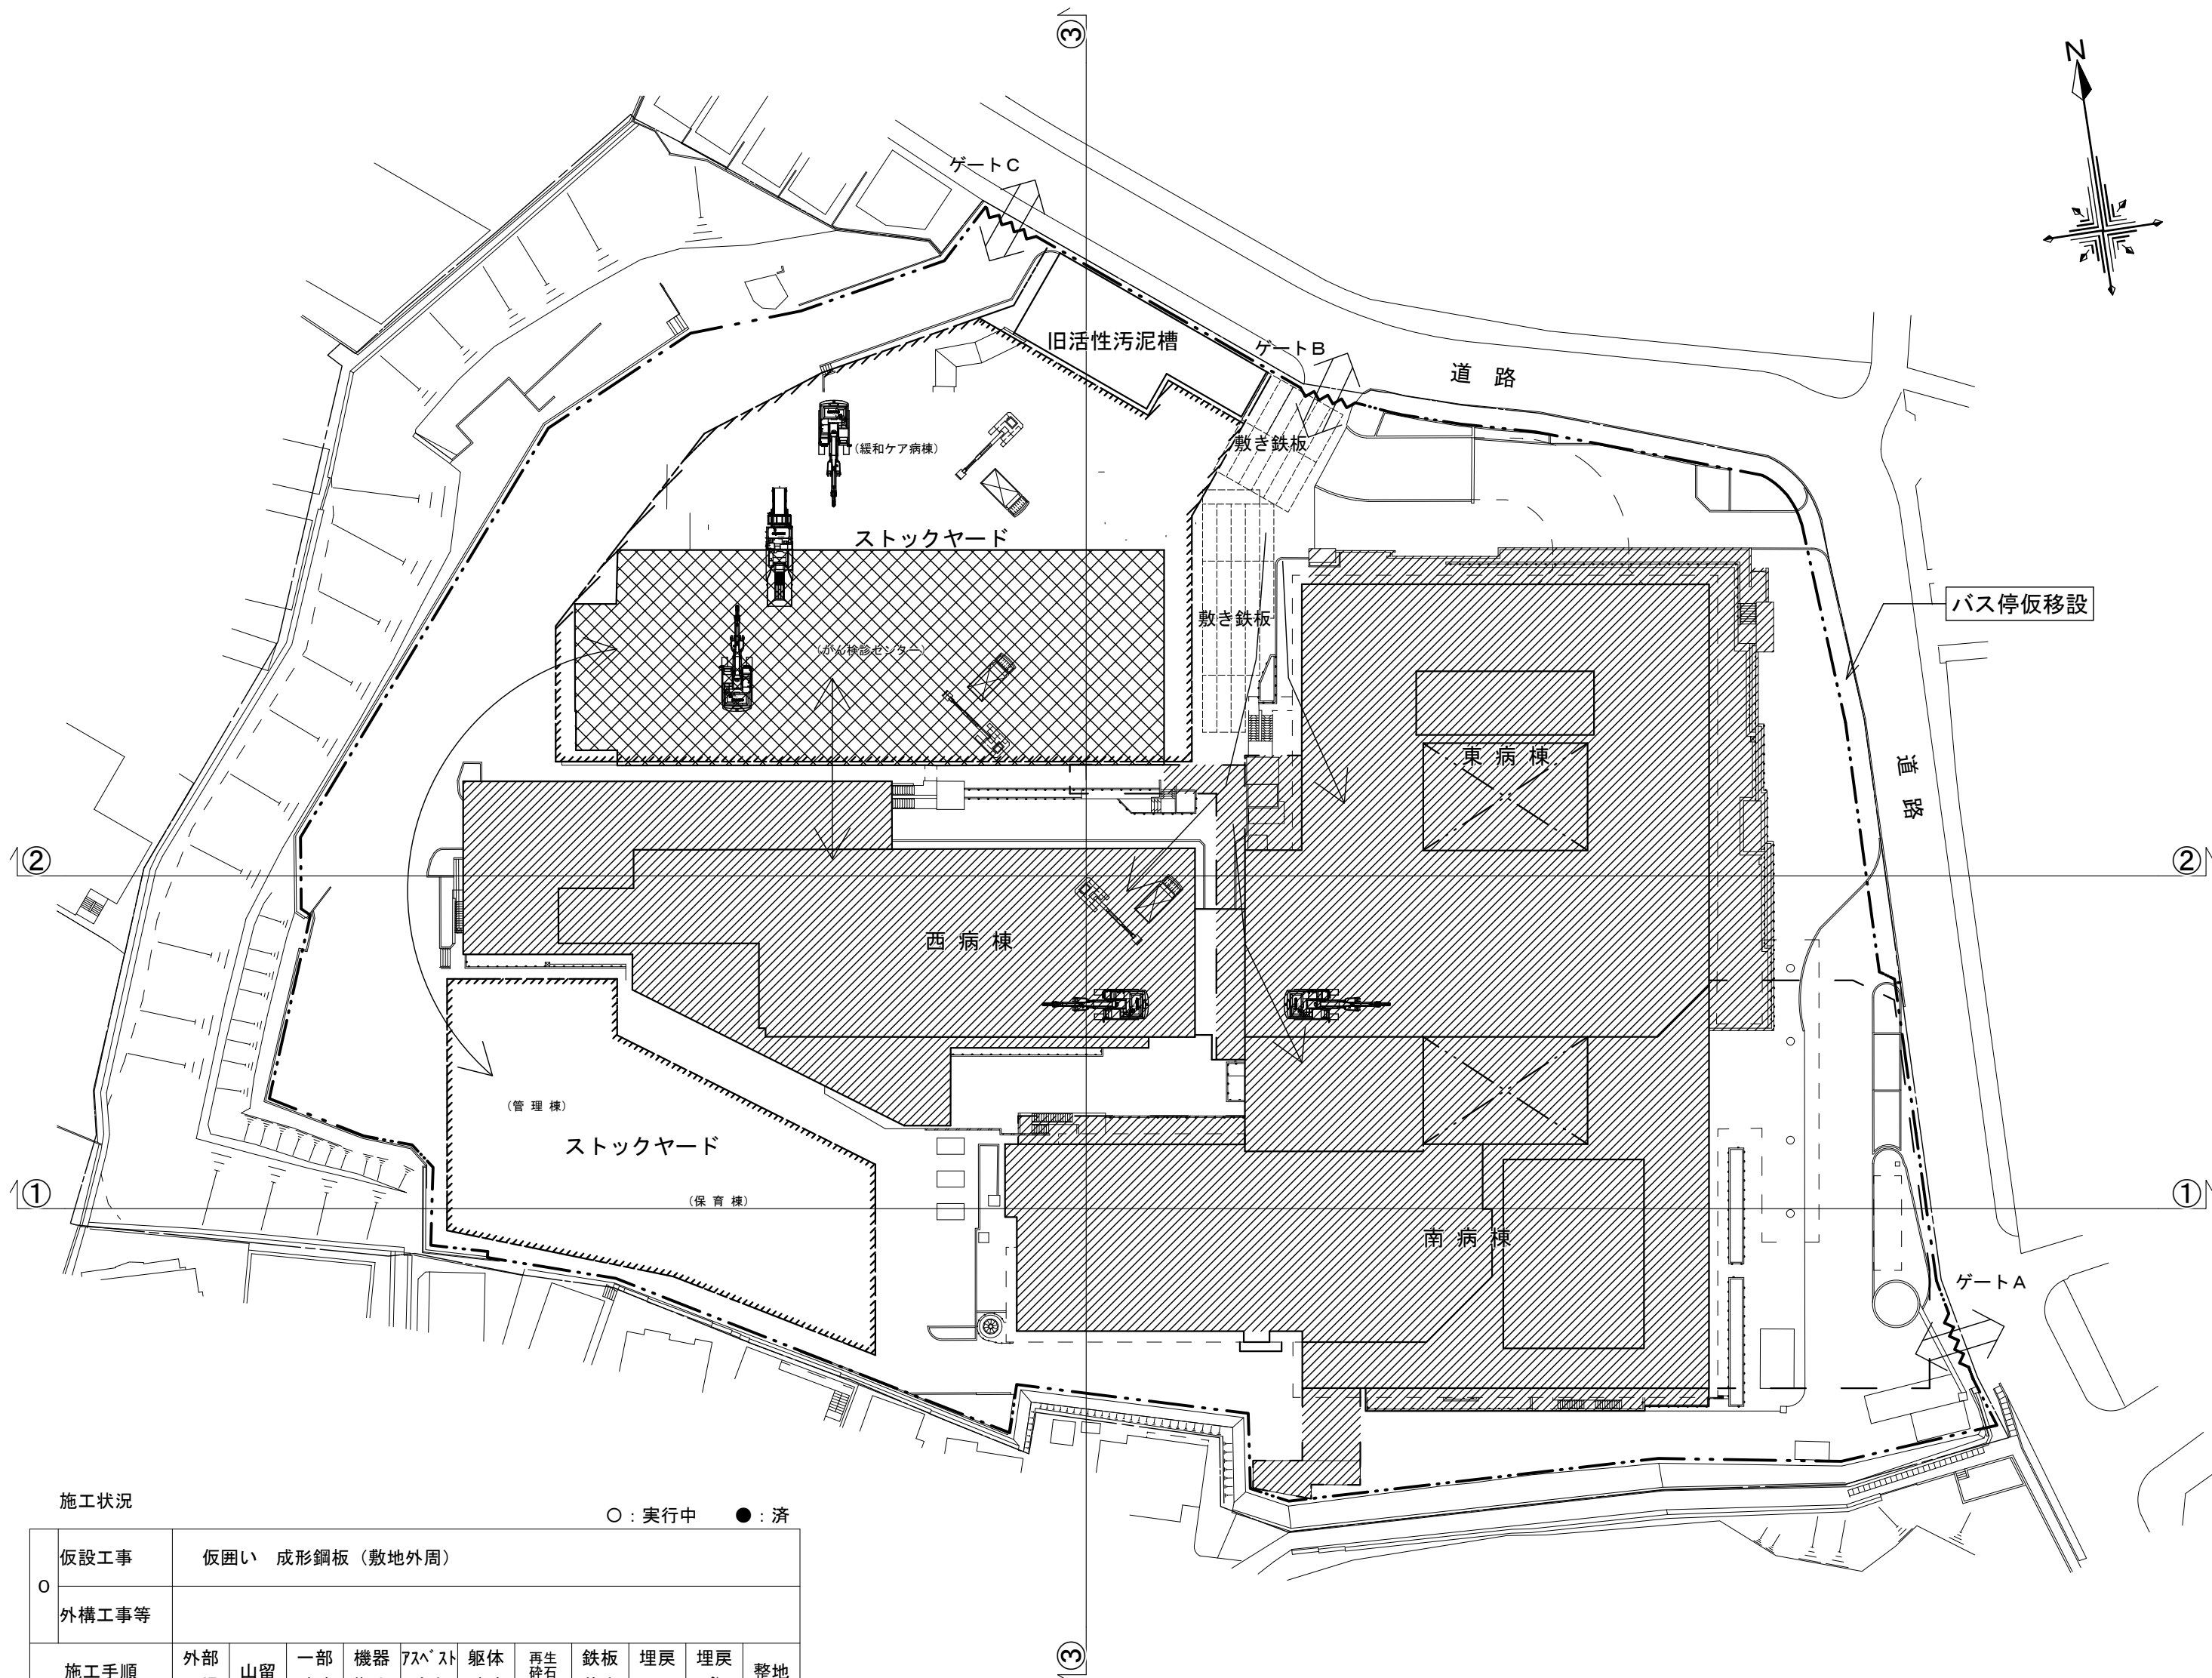 ③
N
ゲートC
旧活性汚泥槽
ゲートB
道 路
敷き鉄板
(緩和ケア病棟)
ストックヤード
敷き鉄板
バス停仮移設
(がん検診センター)
東 病 棟
道 路
②
②
西 病 棟
(管 理 棟)
ストックヤード
(保 育 棟)
①
①
南 病 棟
ゲートA
施工状況
○:実行中 ●:済
0
仮設工事 仮囲い 成形鋼板(敷地外周)
外構工事等
施工手順 外部 山留 一部 機器 アスベスト 躯体 再生砕石 鉄板 埋戻 埋戻 整地
③